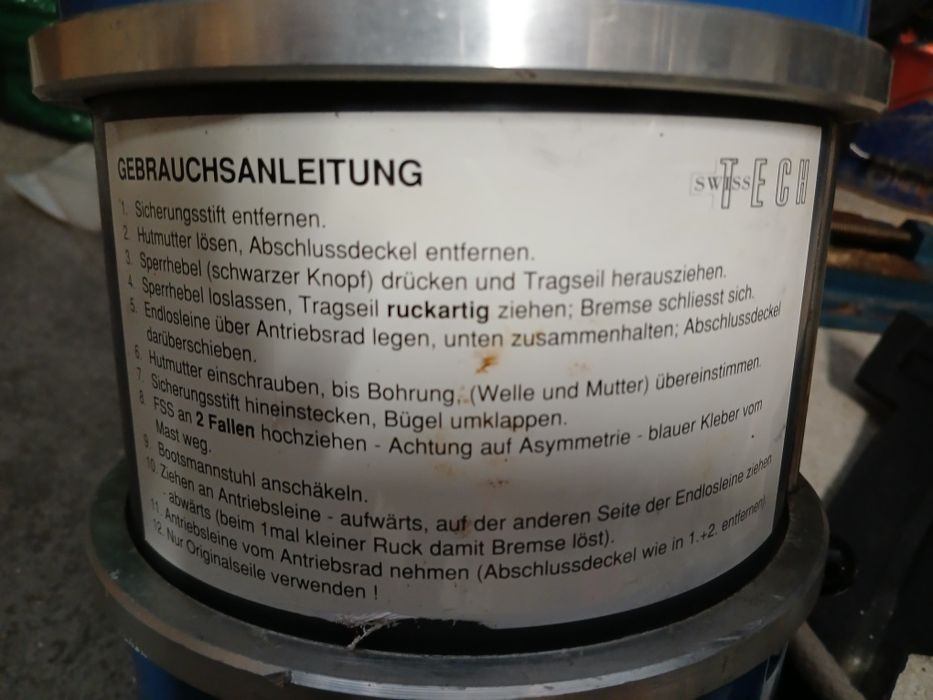 GEBRAUCHSANLEITUNG
SWISS TECH
1. Sicherungsstift entfernen.
2. Hutmutter lösen, Abschlussdeckel entfernen.
3. Sperrhebel (schwarzer Knopf) drücken und Tragseil herausziehen.
4. Sperrhebel loslassen, Tragseil ruckartig ziehen; Bremse schliesst sich.
5. Endlosleine über Antriebsrad legen, unten zusammenhalten; Abschlussdeckel
darüberschieben.
6. Hutmutter einschrauben, bis Bohrung, (Welle und Mutter) übereinstimmen.
7. Sicherungsstift hineinstecken, Bügel umklappen.
8. FSS an 2 Fallen hochziehen - Achtung auf Asymmetrie - blauer Kleber vom
Mast weg.
9. Bootsmannstuhl anschäkeln.
10. Ziehen an Antriebsleine - aufwärts, auf der anderen Seite der Endlosleine ziehen
- abwärts (beim 1mal kleiner Ruck damit Bremse löst).
11. Antriebsleine vom Antriebsrad nehmen (Abschlussdeckel wie in 1.+2. entfernen)
12. Nur Originalseile verwenden !